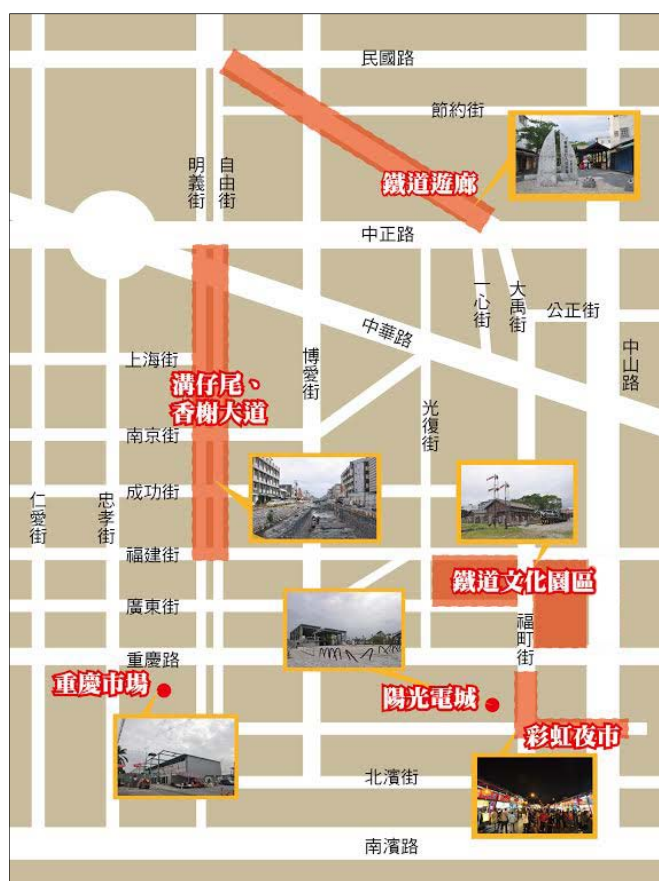 民國路
節約街
鐵道遊廊
明義街
自由街
中正路
一心街
大禹街
公正街
中華路
中山路
上海街
博愛街
溝仔尾、
香榭大道
光復街
南京街
成功街
仁愛街
忠孝街
福建街
鐵道文化園區
廣東街
福町街
重慶路
重慶市場
陽光電城
彩虹夜市
北濱街
南濱路